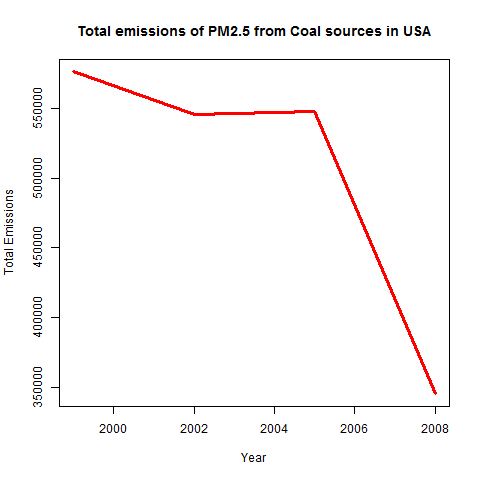 Total emissions of PM2.5 from Coal sources in USA
Total Emissions
550000
500000
450000
400000
350000
2000 2002 2004 2006 2008
Year